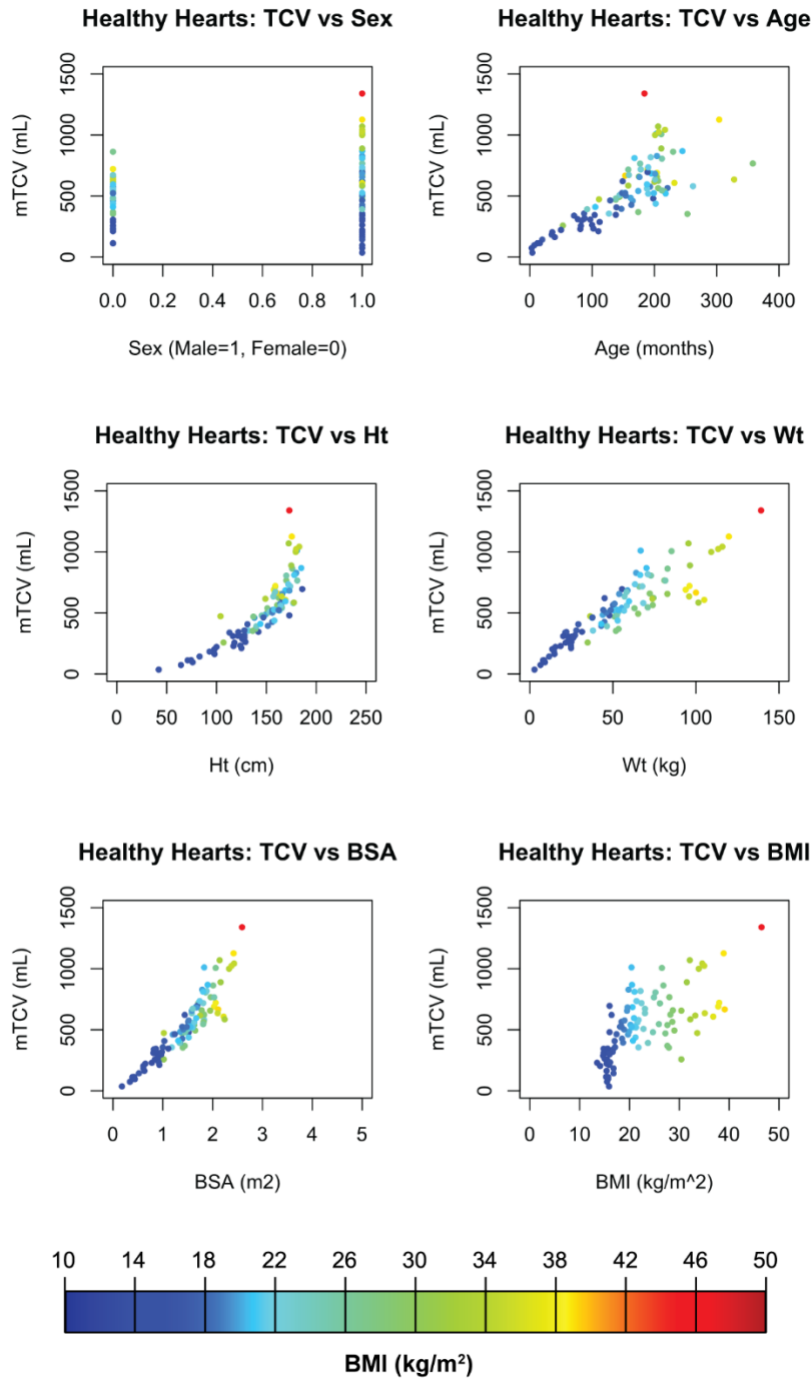 Healthy Hearts: TCV vs Sex
mTCV (mL)
1500
1000
500
0
0.0 0.2 0.4 0.6 0.8 1.0
Sex (Male=1, Female=0)
Healthy Hearts: TCV vs Age
mTCV (mL)
1500
1000
500
0
0 100 200 300 400
Age (months)
Healthy Hearts: TCV vs Ht
mTCV (mL)
1500
1000
500
0
0 50 100 150 200 250
Ht (cm)
Healthy Hearts: TCV vs Wt
mTCV (mL)
1500
1000
500
0
0 50 100 150
Wt (kg)
Healthy Hearts: TCV vs BSA
mTCV (mL)
1500
1000
500
0
0 1 2 3 4 5
BSA (m2)
Healthy Hearts: TCV vs BMI
mTCV (mL)
1500
1000
500
0
0 10 20 30 40 50
BMI (kg/m^2)
10 14 18 22 26 30 34 38 42 46 50
BMI (kg/m²)